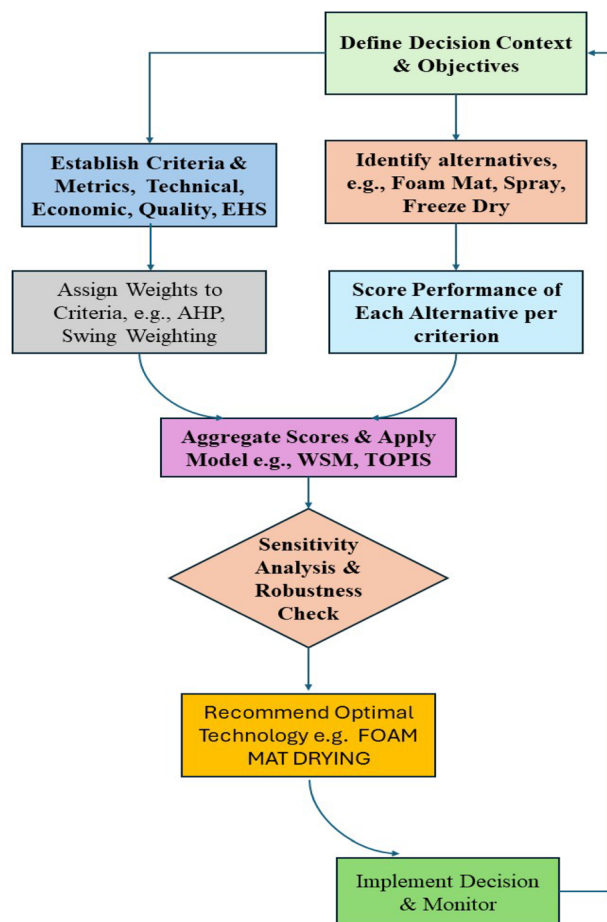 Define Decision Context
& Objectives
Establish Criteria &
Metrics, Technical,
Economic, Quality, EHS
Identify alternatives,
e.g., Foam Mat, Spray,
Freeze Dry
Assign Weights to
Criteria, e.g., AHP,
Swing Weighting
Score Performance of
Each Alternative per
criterion
Aggregate Scores & Apply
Model e.g., WSM, TOPIS
Sensitivity
Analysis &
Robustness
Check
Recommend Optimal
Technology e.g. FOAM
MAT DRYING
Implement Decision
& Monitor